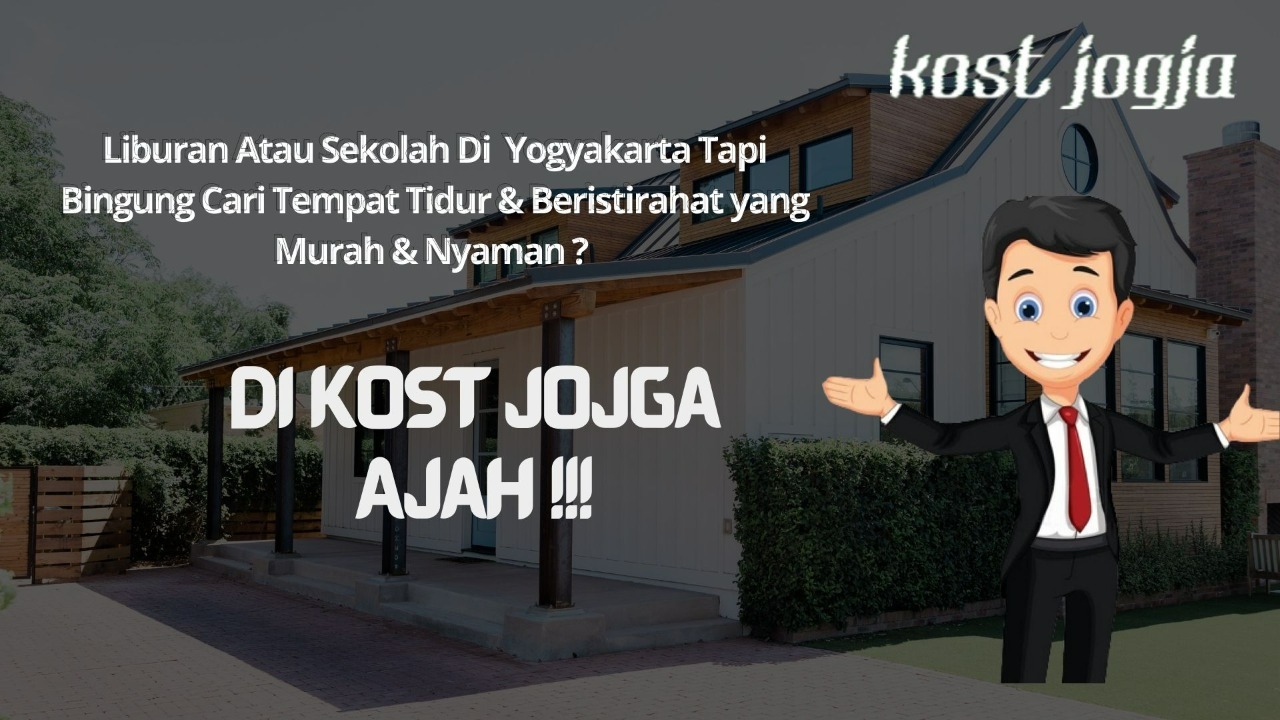 kost jogja
Liburan Atau Sekolah Di Yogyakarta Tapi
Bingung Cari Tempat Tidur & Beristirahat yang
Murah & Nyaman ?
DI KOST JOJGA
AJAH !!!